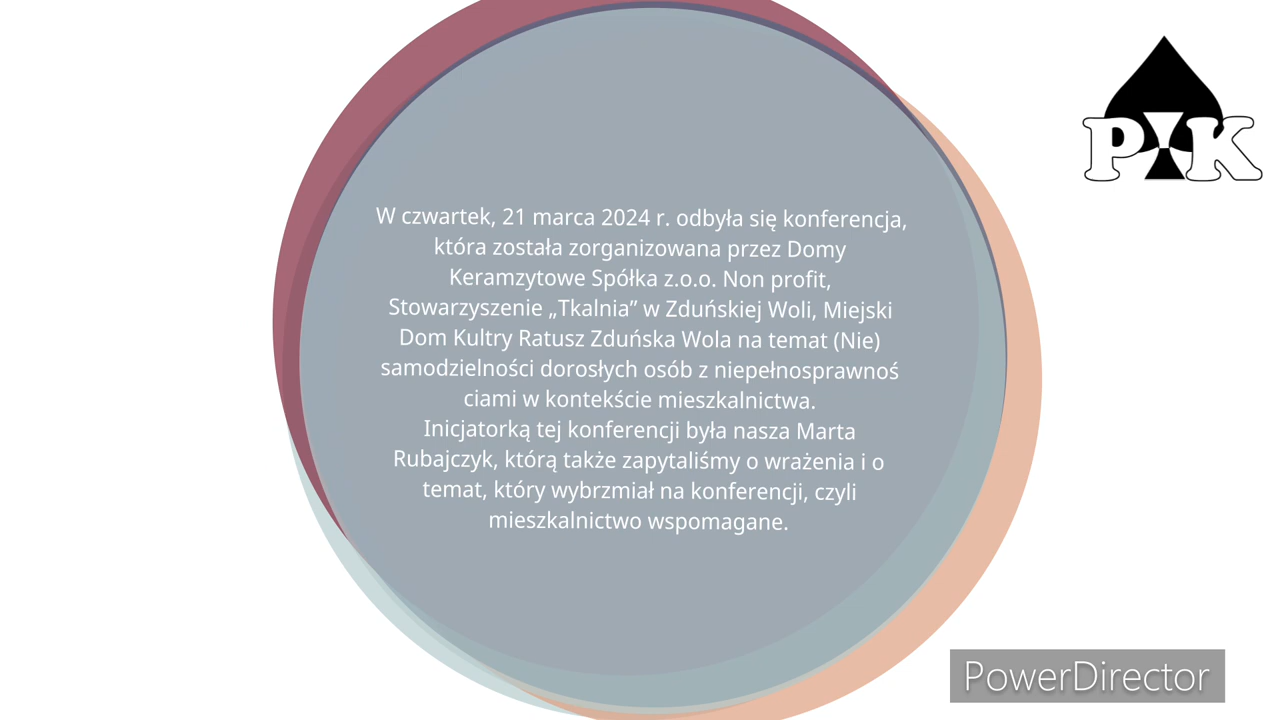 W czwartek, 21 marca 2024 r. odbyła się konferencja,
która została zorganizowana przez Domy
Keramzytowe Spółka z.o.o. Non profit,
Stowarzyszenie „Tkalnia” w Zduńskiej Woli, Miejski
Dom Kultry Ratusz Zduńska Wola na temat (Nie)
samodzielności dorosłych osób z niepełnosprawnoś
ciami w kontekście mieszkalnictwa.
Inicjatorką tej konferencji była nasza Marta
Rubajczyk, którą także zapytaliśmy o wrażenia i o
temat, który wybrzmiał na konferencji, czyli
mieszkalnictwo wspomagane.
PIK
PowerDirector